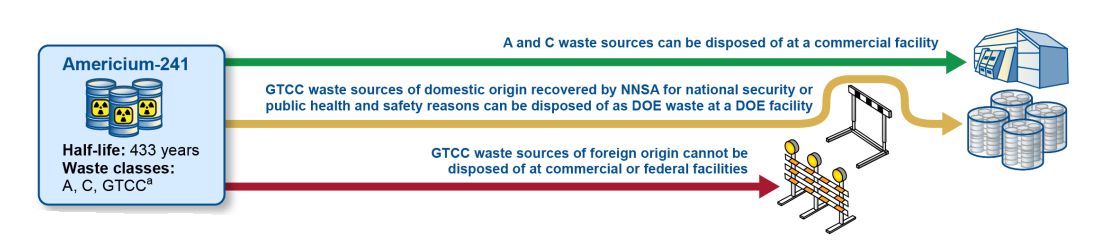 A and C waste sources can be disposed of at a commercial facility
Americium-241
GTCC waste sources of domestic origin recovered by NNSA for national security or
public health and safety reasons can be disposed of as DOE waste at a DOE facility
Half-life: 433 years
Waste classes:
A, C, GTCCᵃ
GTCC waste sources of foreign origin cannot be
disposed of at commercial or federal facilities